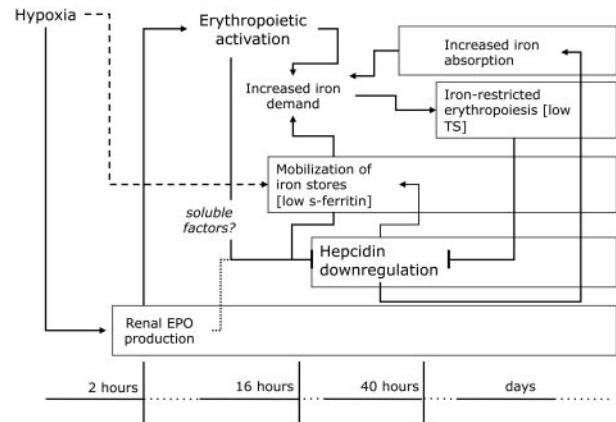 Hypoxia
Erythropoietic
activation
Increased iron
absorption
Increased iron
demand
Iron-restricted
erythropoiesis [low
TS]
Mobilization of
iron stores
[low s-ferritin]
soluble
factors?
Hepcidin
downregulation
Renal EPO
production
2 hours
16 hours
40 hours
days